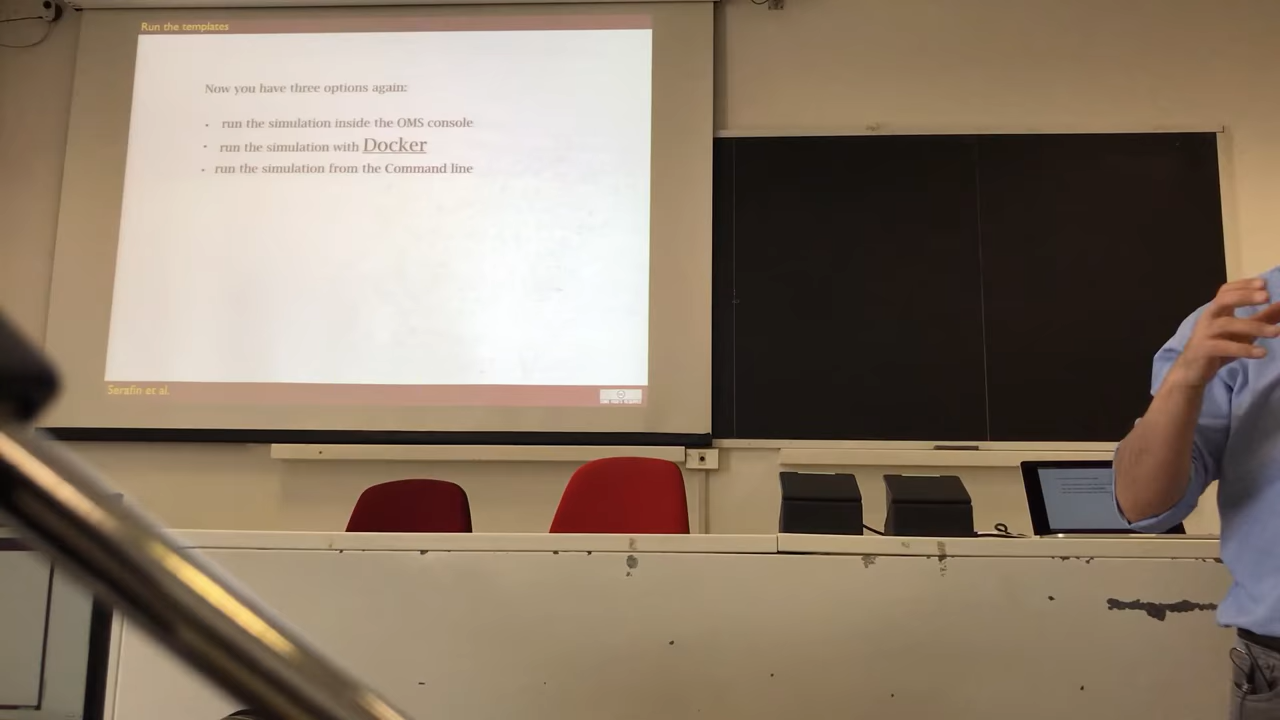 Run the templates
Now you have three options again:
· run the simulation inside the OMS console
· run the simulation with Docker
· run the simulation from the Command line
Serafin et al.